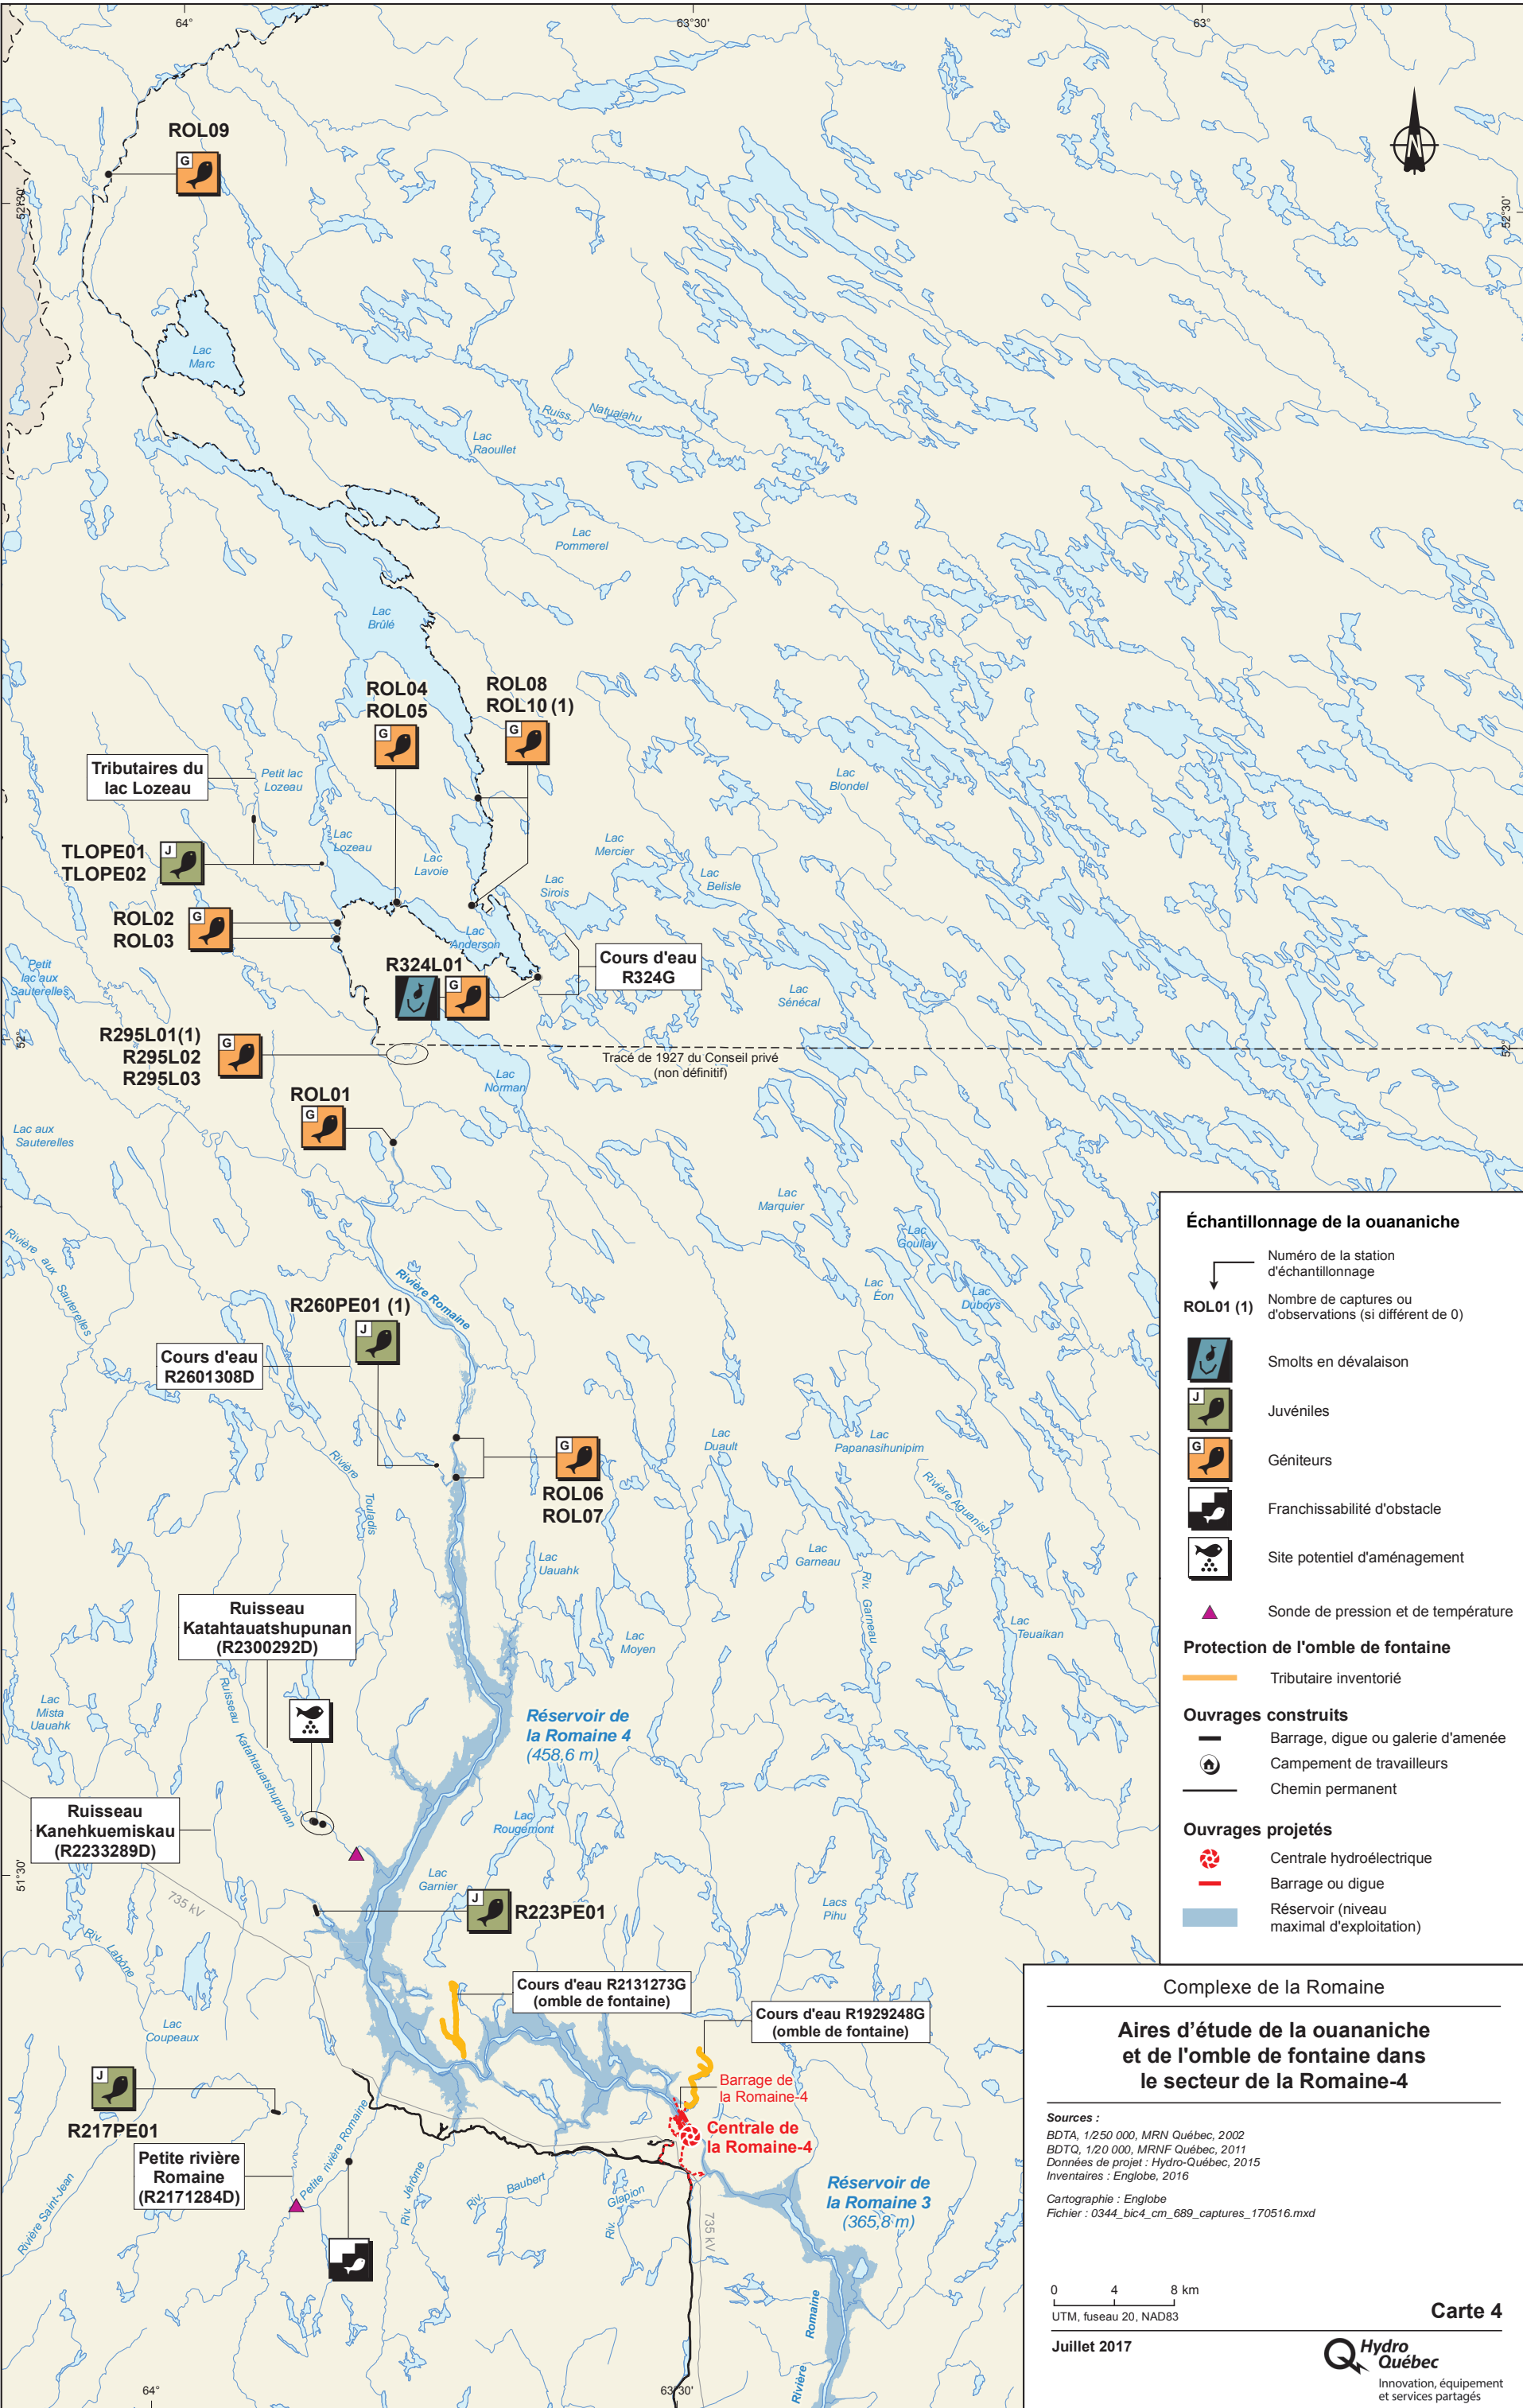 64°
63°30'
63°
52°30'
52°30'
ROL09
G
N
Lac
Marc
Ruiss. Natuaiahu
Lac
Raoullet
Lac
Pommerel
Lac
Brûlé
ROL04
ROL05
G
ROL08
ROL10 (1)
G
Tributaires du
lac Lozeau
Petit lac
Lozeau
Lac
Blondel
TLOPE01
TLOPE02
J
Lac
Lozeau
Lac
Lavoie
Lac
Mercier
Lac
Belisle
Lac
Sirois
ROL02
ROL03
G
Lac
Anderson
Cours d'eau
R324G
Petit
lac aux
Sauterelles
R324L01
G
Lac
Sénécal
52°
52°
R295L01(1)
R295L02
R295L03
G
Tracé de 1927 du Conseil privé
(non définitif)
Lac
Norman
ROL01
G
Lac aux
Sauterelles
Lac
Marquier
Lac
Goullay
Lac
Éon
Lac
Duboys
Rivière aux Sauterelles
Rivière Romaine
R260PE01 (1)
J
Cours d'eau
R2601308D
Lac
Duault
Lac
Papanasihunipim
G
ROL06
ROL07
Rivière Touladis
Rivière Aguanish
Lac
Garneau
Lac
Uauahk
Riv. Garneau
Lac
Teuaikan
Ruisseau
Katahtauatshupunan
(R2300292D)
Lac
Moyen
Ruisseau Katahtauatshupunan
Lac
Mista
Uauahk
Réservoir de
la Romaine 4
(458,6 m)
Ruisseau
Kanehkuemiskau
(R2233289D)
Lac
Rougemont
51°30'
Lac
Garnier
735 kV
J
R223PE01
Lacs
Pihu
Riv. Labône
Cours d'eau R2131273G
(omble de fontaine)
Cours d'eau R1929248G
(omble de fontaine)
Lac
Coupeaux
J
R217PE01
Barrage de
la Romaine-4
Centrale de
la Romaine-4
Petite rivière
Romaine
(R2171284D)
Petite rivière Romaine
Riv. Jérôme
Riv. Baubert
Riv. Glapion
Rivière Saint-Jean
735 kV
Réservoir de
la Romaine 3
(365,8 m)
Rivière Romaine
64°
63°30'
Échantillonnage de la ouananiche
Numéro de la station
d'échantillonnage
ROL01 (1)
Nombre de captures ou
d'observations (si différent de 0)
Smolts en dévalaison
J
Juvéniles
G
Géniteurs
Franchissabilité d'obstacle
Site potentiel d'aménagement
Sonde de pression et de température
Protection de l'omble de fontaine
Tributaire inventorié
Ouvrages construits
Barrage, digue ou galerie d'amenée
Campement de travailleurs
Chemin permanent
Ouvrages projetés
Centrale hydroélectrique
Barrage ou digue
Réservoir (niveau
maximal d'exploitation)
Complexe de la Romaine
Aires d'étude de la ouananiche
et de l'omble de fontaine dans
le secteur de la Romaine-4
Sources :
BDTA, 1/250 000, MRN Québec, 2002
BDTQ, 1/20 000, MRNF Québec, 2011
Données de projet : Hydro-Québec, 2015
Inventaires : Englobe, 2016
Cartographie : Englobe
Fichier : 0344_bic4_cm_689_captures_170516.mxd
0 4 8 km
UTM, fuseau 20, NAD83
Carte 4
Juillet 2017
Hydro
Québec
Innovation, équipement
et services partagés